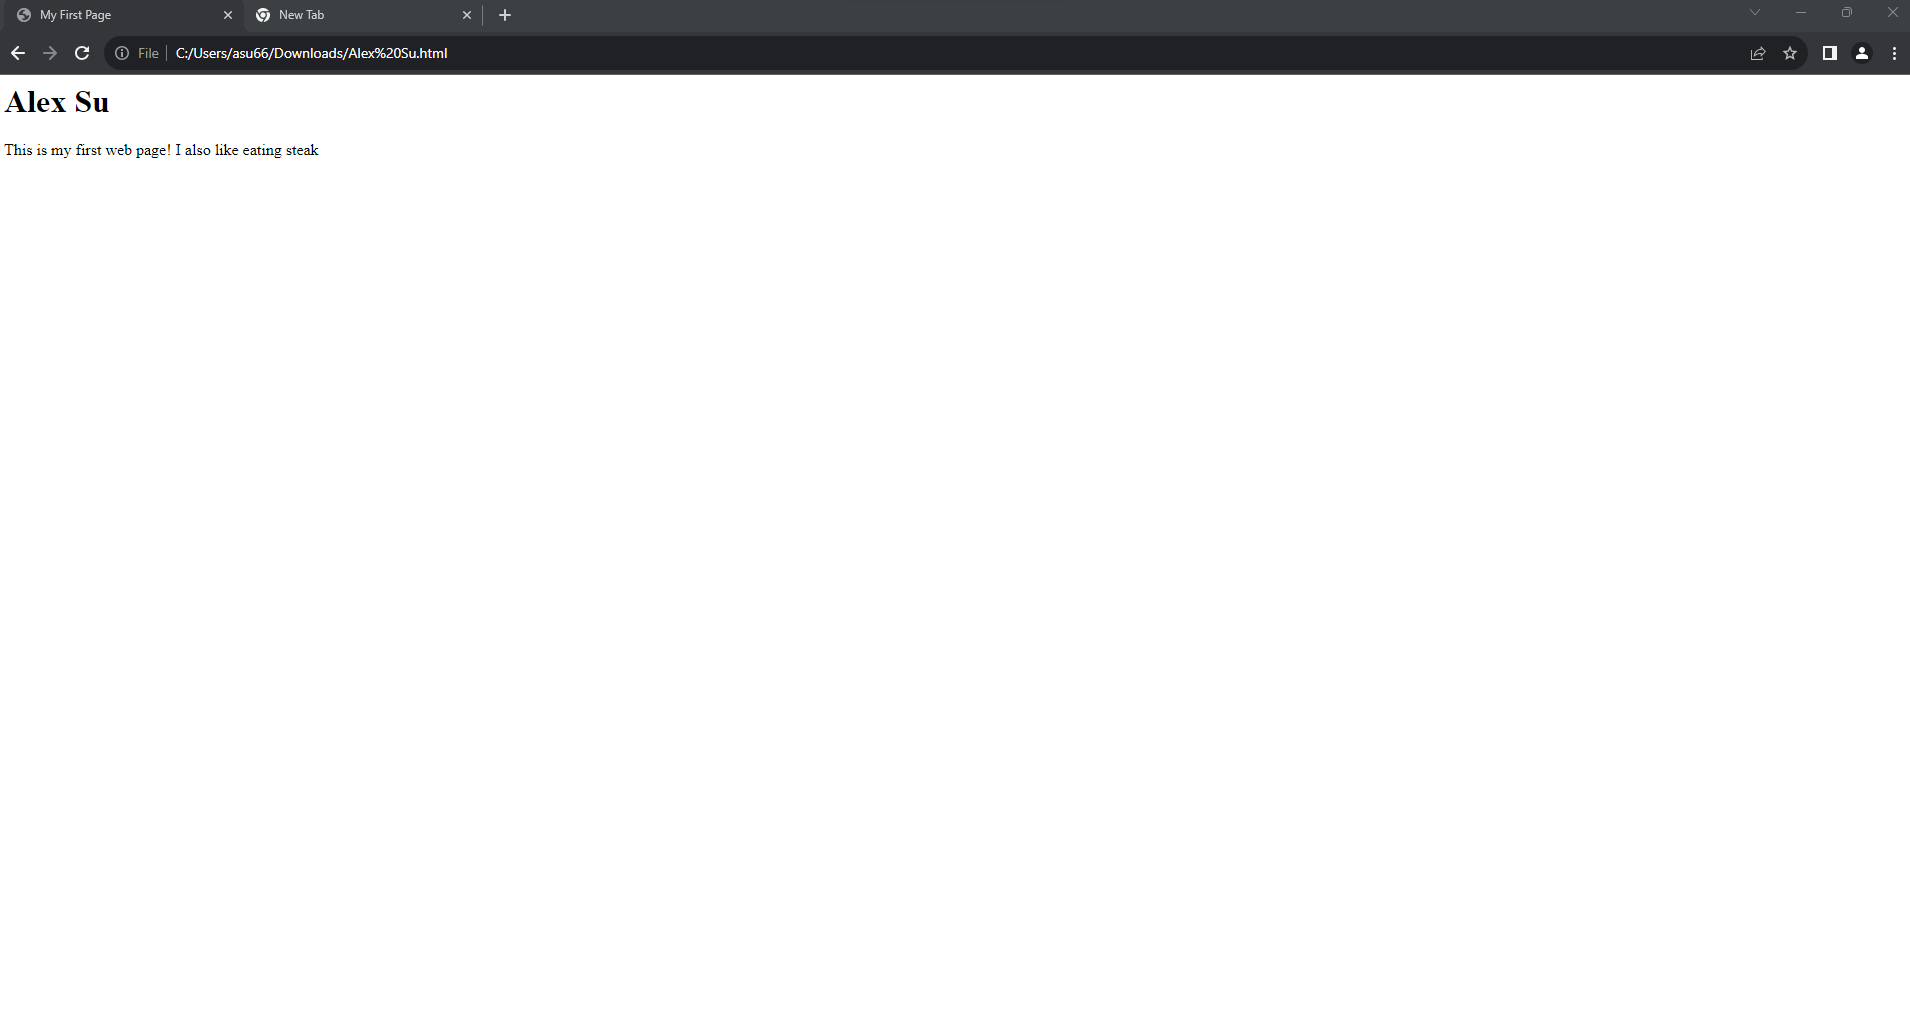 My First Page
New Tab
File
C:/Users/asu66/Downloads/Alex%20Su.html
Alex Su
This is my first web page! I also like eating steak